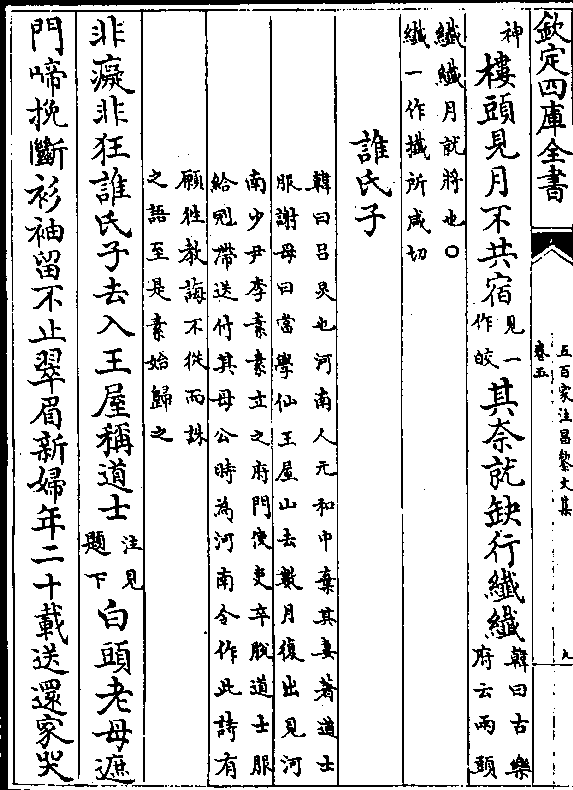 欽定四庫全書
五百家注昌黎文集
卷五
九
神樓頭見月不共宿見一作皎其奈就缺行纖纖韓曰古樂府云兩頭
纖纖月就將也〇纖一作攕所咸切
誰氏子
韓曰吕炅也河南人元和中棄其妻著道士
服謝母曰當學仙王屋山去數月復出見河
南少尹李素素立之府門使吏卒脫道士服
給冠帶送付其母公時為河南令作此詩有
願往教誨不從而誅
之語至是素始歸之
非癡非狂誰氏子去入王屋稱道士注見題下白頭老母遮
門啼挽斷衫袖留不止翠眉新婦年二十載送還家哭